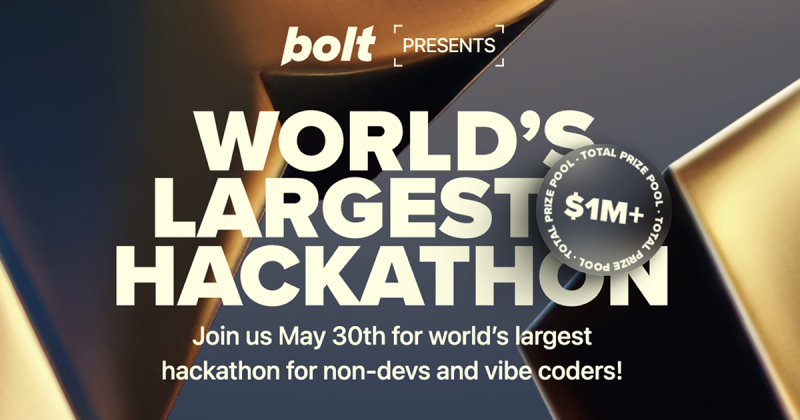 bolt PRESENTS
WORLD’S
LARGEST
HACKATHON
$1M+
TOTAL PRIZE POOL · TOTAL PRIZE POOL · TOTAL PRIZE POOL ·
Join us May 30th for world’s largest
hackathon for non-devs and vibe coders!